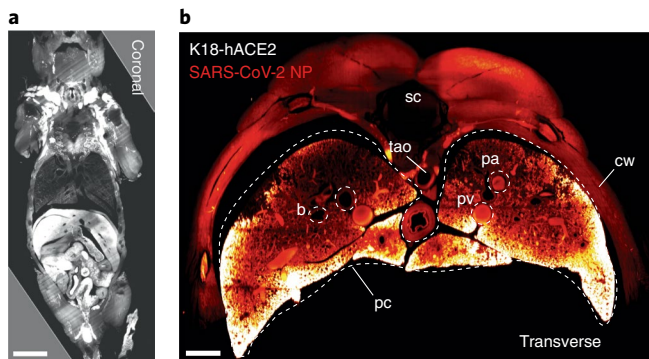 a
Coronal
b
K18-hACE2
SARS-CoV-2 NP
sc
tao
pa
cw
b
pv
pc
Transverse